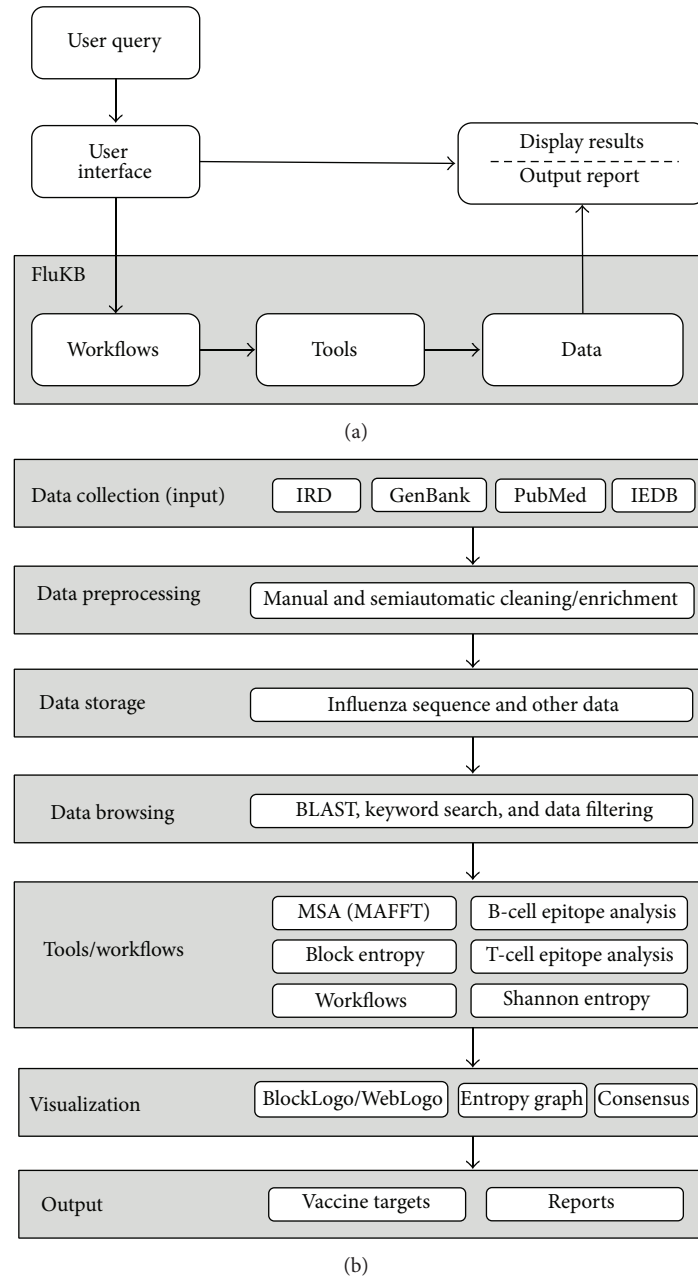 User query
User
interface
Display results
Output report
FluKB
Workflows
Tools
Data
(a)
Data collection (input)
IRD
GenBank
PubMed
IEDB
Data preprocessing
Manual and semiautomatic cleaning/enrichment
Data storage
Influenza sequence and other data
Data browsing
BLAST, keyword search, and data filtering
Tools/workflows
MSA (MAFFT)
B-cell epitope analysis
Block entropy
T-cell epitope analysis
Workflows
Shannon entropy
Visualization
BlockLogo/WebLogo
Entropy graph
Consensus
Output
Vaccine targets
Reports
(b)